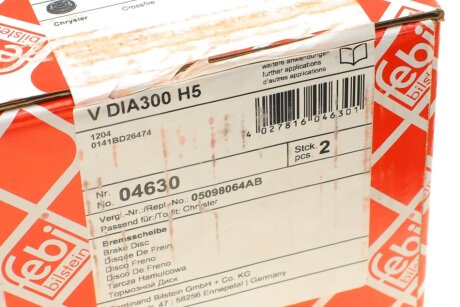 Chrysler
Crossfire
weitere anwendungen
further applications
d'autres applications
V DIA300 H5
1204
0141BD26474
4 027816 046301
Stck.
pcs. 2
Nr.
No. 04630
Vergl.-Nr./Repl.-No. 05098064AB
Passend für/To fit: Chrysler
Bremsscheibe
Brake Disc
Disque De Frein
Disco Freno
Disco De Freno
Tarcza Hamulcowa
Тормозной Диск
Ferdinand Bilstein GmbH + Co. KG
47 58256 Ennepetal / Germany
febi
bilstein
febi
bilstein
febi